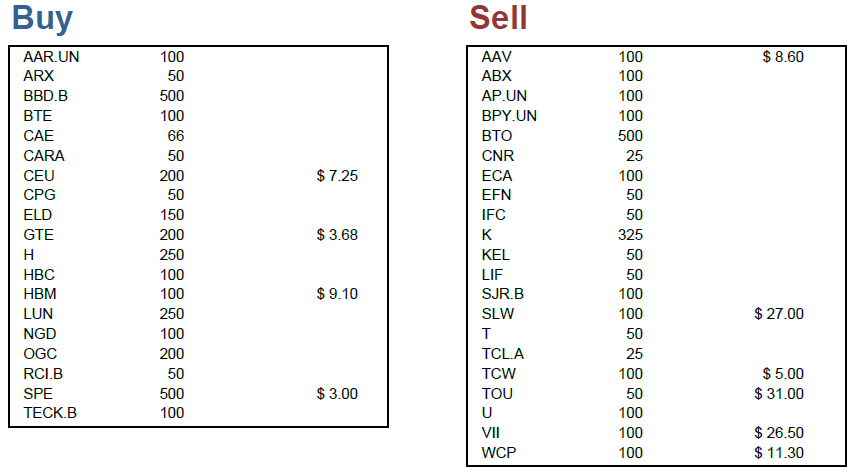 Buy
AAR.UN 100
ARX 50
BBD.B 500
BTE 100
CAE 66
CARA 50
CEU 200 $ 7.25
CPG 50
ELD 150
GTE 200 $ 3.68
H 250
HBC 100
HBM 100 $ 9.10
LUN 250
NGD 100
OGC 200
RCI.B 50
SPE 500 $ 3.00
TECK.B 100
Sell
AAV 100 $ 8.60
ABX 100
AP.UN 100
BPY.UN 100
BTO 500
CNR 25
ECA 100
EFN 50
IFC 50
K 325
KEL 50
LIF 50
SJR.B 100
SLW 100 $ 27.00
T 50
TCL.A 25
TCW 100 $ 5.00
TOU 50 $ 31.00
U 100
VII 100 $ 26.50
WCP 100 $ 11.30